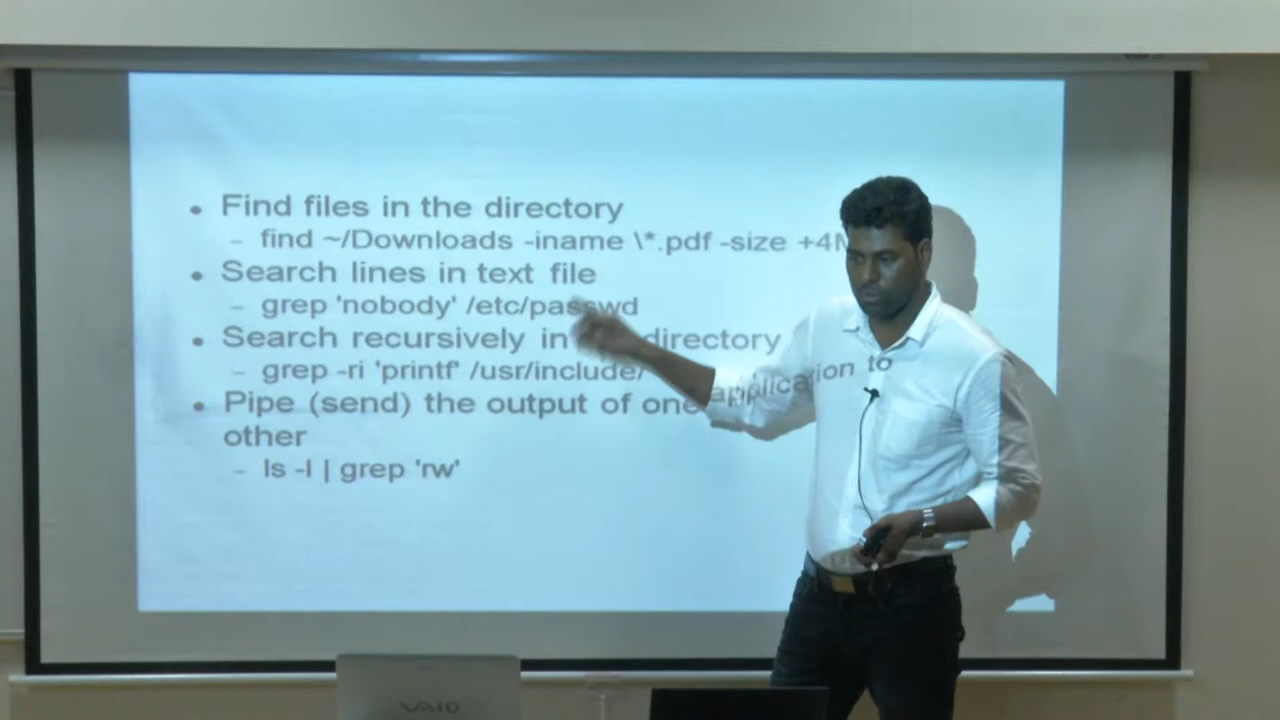 Find files in the directory
– find ~/Downloads -iname \*.pdf -size +4M
Search lines in text file
– grep 'nobody' /etc/passwd
Search recursively in directory
– grep -ri 'printf' /usr/include/
Pipe (send) the output of one application to
other
– ls -l | grep 'rw'
VAIO